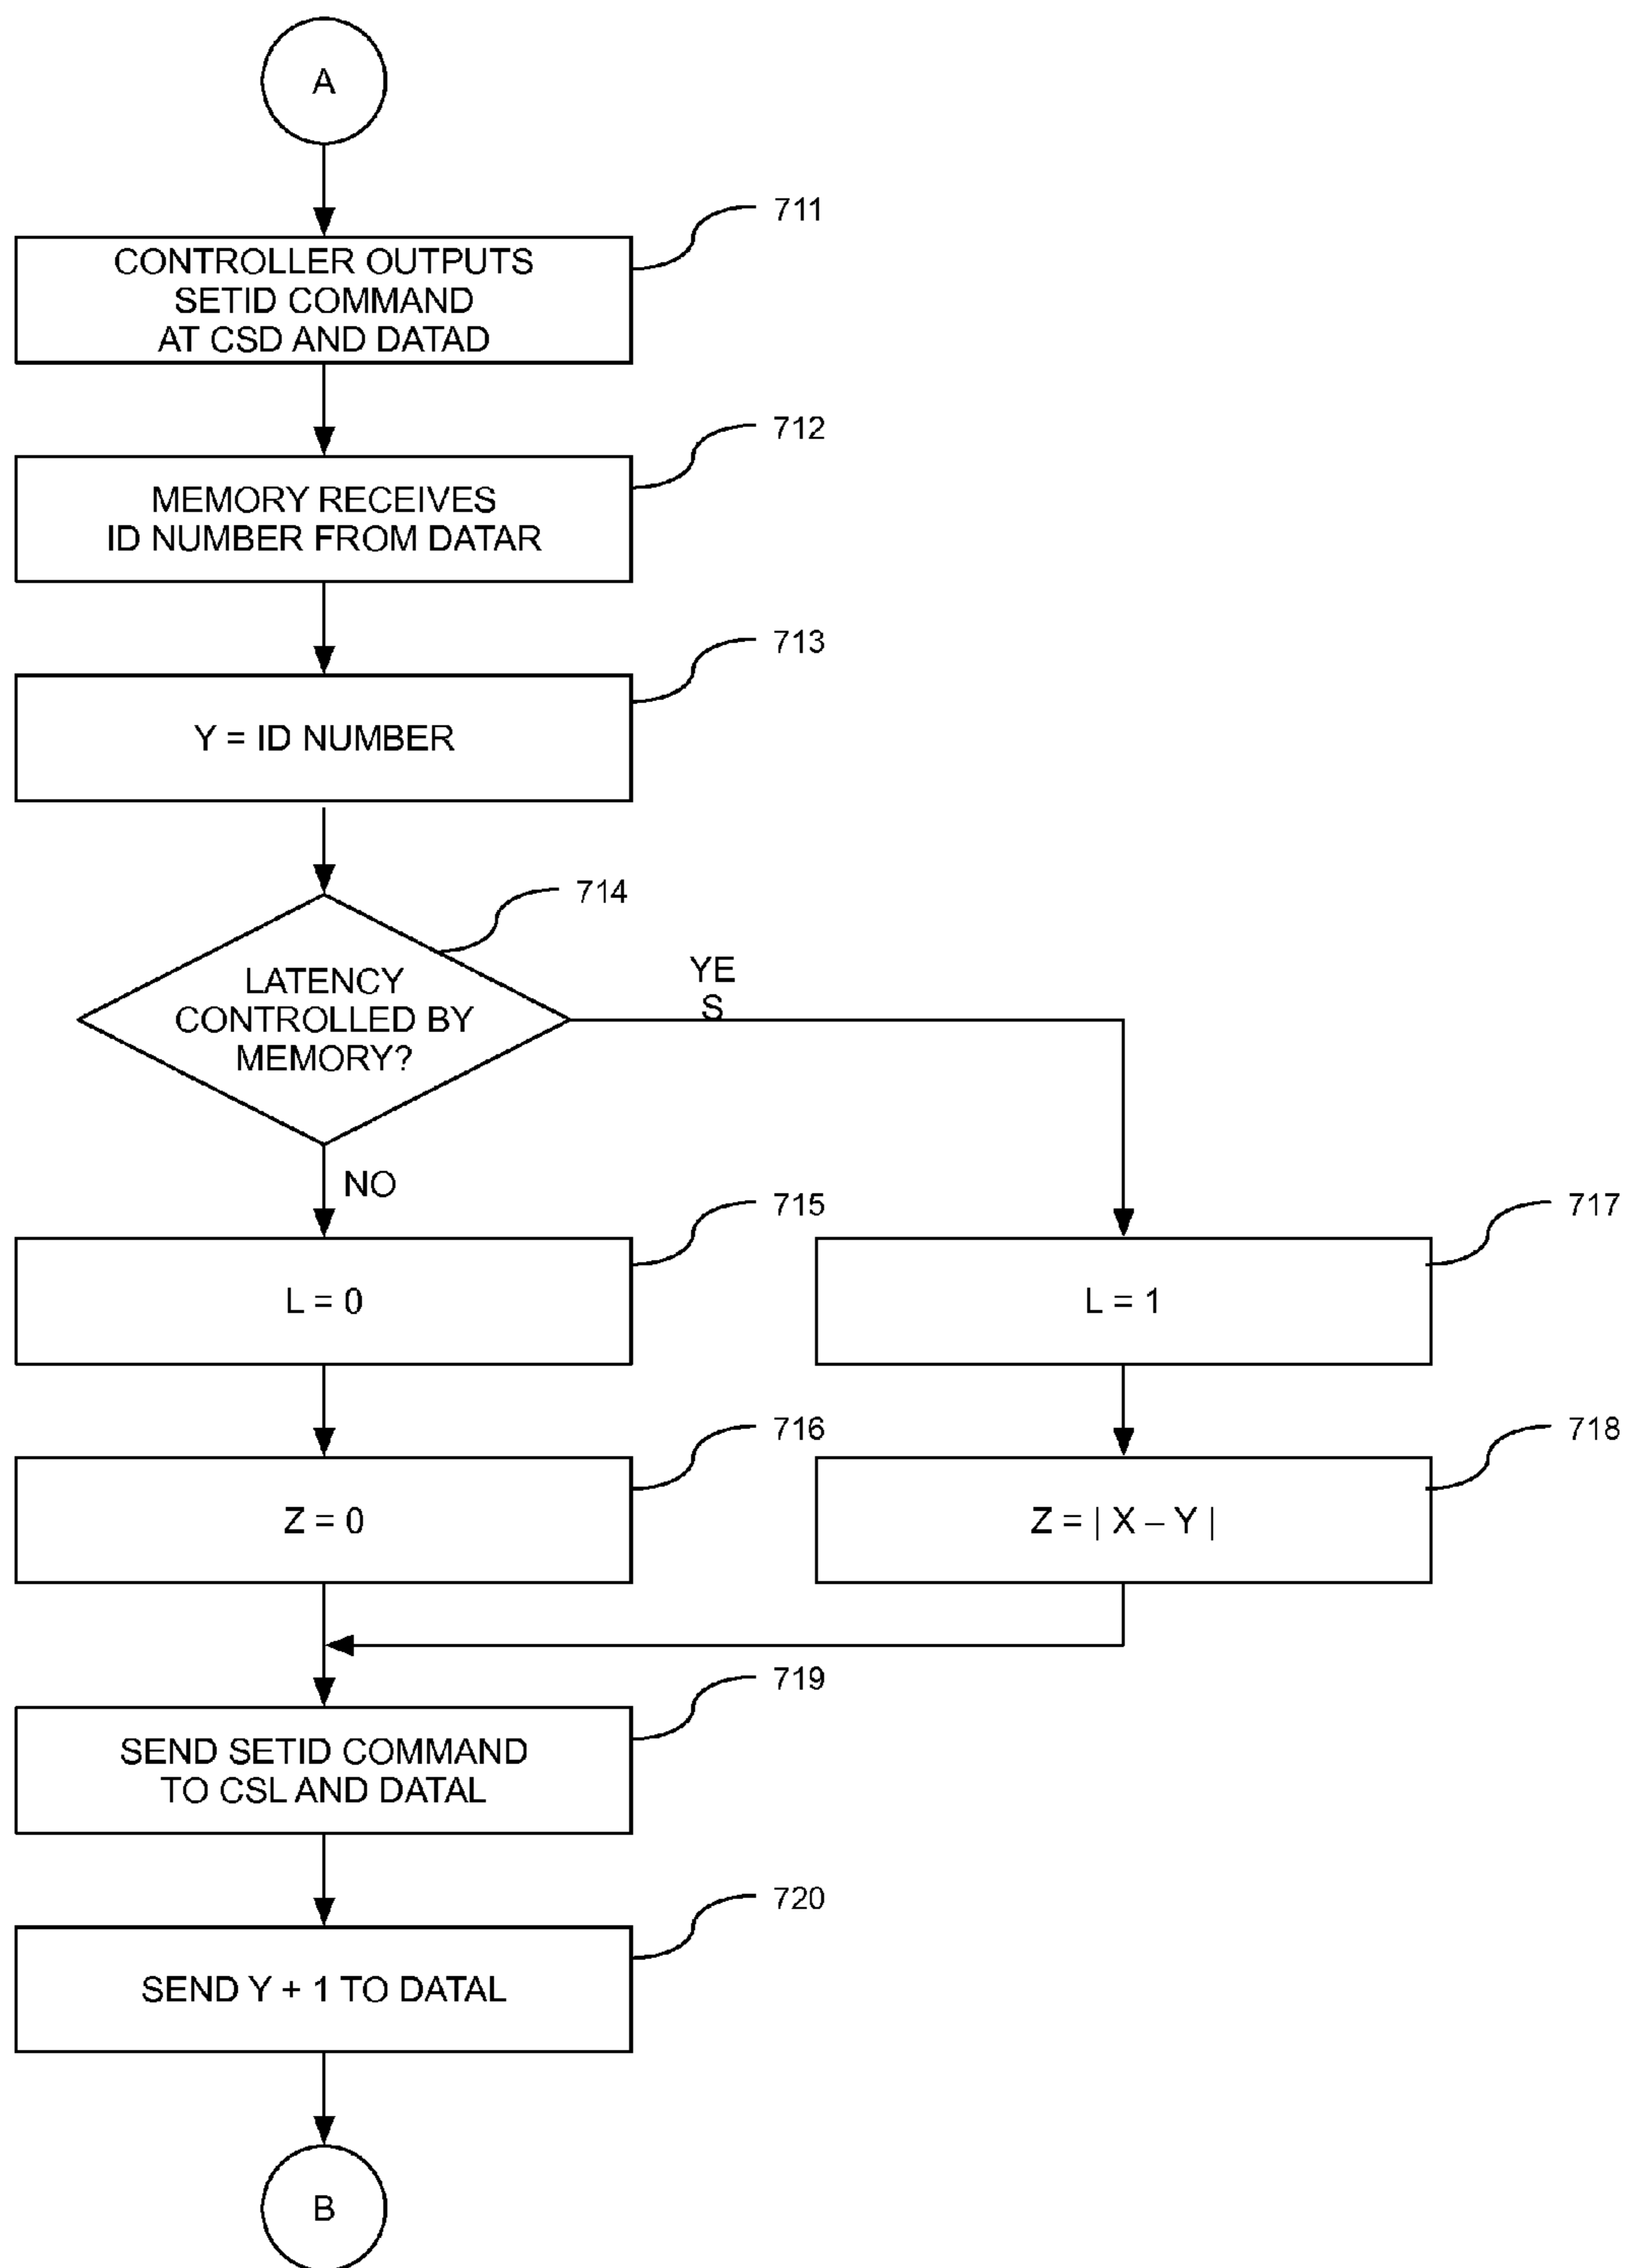 A
711
CONTROLLER OUTPUTS
SETID COMMAND
AT CSD AND DATAD
712
MEMORY RECEIVES
ID NUMBER FROM DATAR
713
Y = ID NUMBER
714
LATENCY
CONTROLLED BY
MEMORY?
YE
S
NO
715
L = 0
717
L = 1
716
Z = 0
718
Z = | X – Y |
719
SEND SETID COMMAND
TO CSL AND DATAL
720
SEND Y + 1 TO DATAL
B